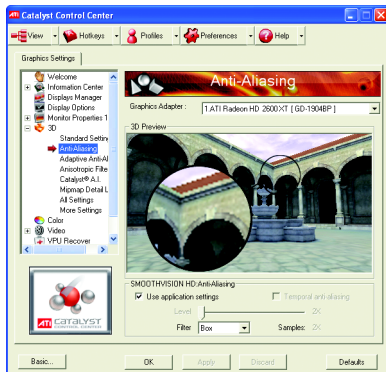 Catalyst Control Center
View Hotkeys Profiles Preferences Help
Graphics Settings
Welcome
Information Center
Displays Manager
Display Options
Monitor Properties 1
3D
Standard Settin
Anti-Aliasing
Adaptive Anti-Al
Anisotropic Filte
Catalyst® A.I.
Mipmap Detail L
All Settings
More Settings
Color
Video
VPU Recover
ATI CATALYST
CONTROL CENTER
Anti-Aliasing
Graphics Adapter : 1.ATI Radeon HD 2600 XT [ GD-1904BP ]
3D Preview
SMOOTHVISION HD:Anti-Aliasing
Use application settings Temporal anti-aliasing
Level 2X
Filter Box Samples: 2X
Basic... OK Apply Discard Defaults